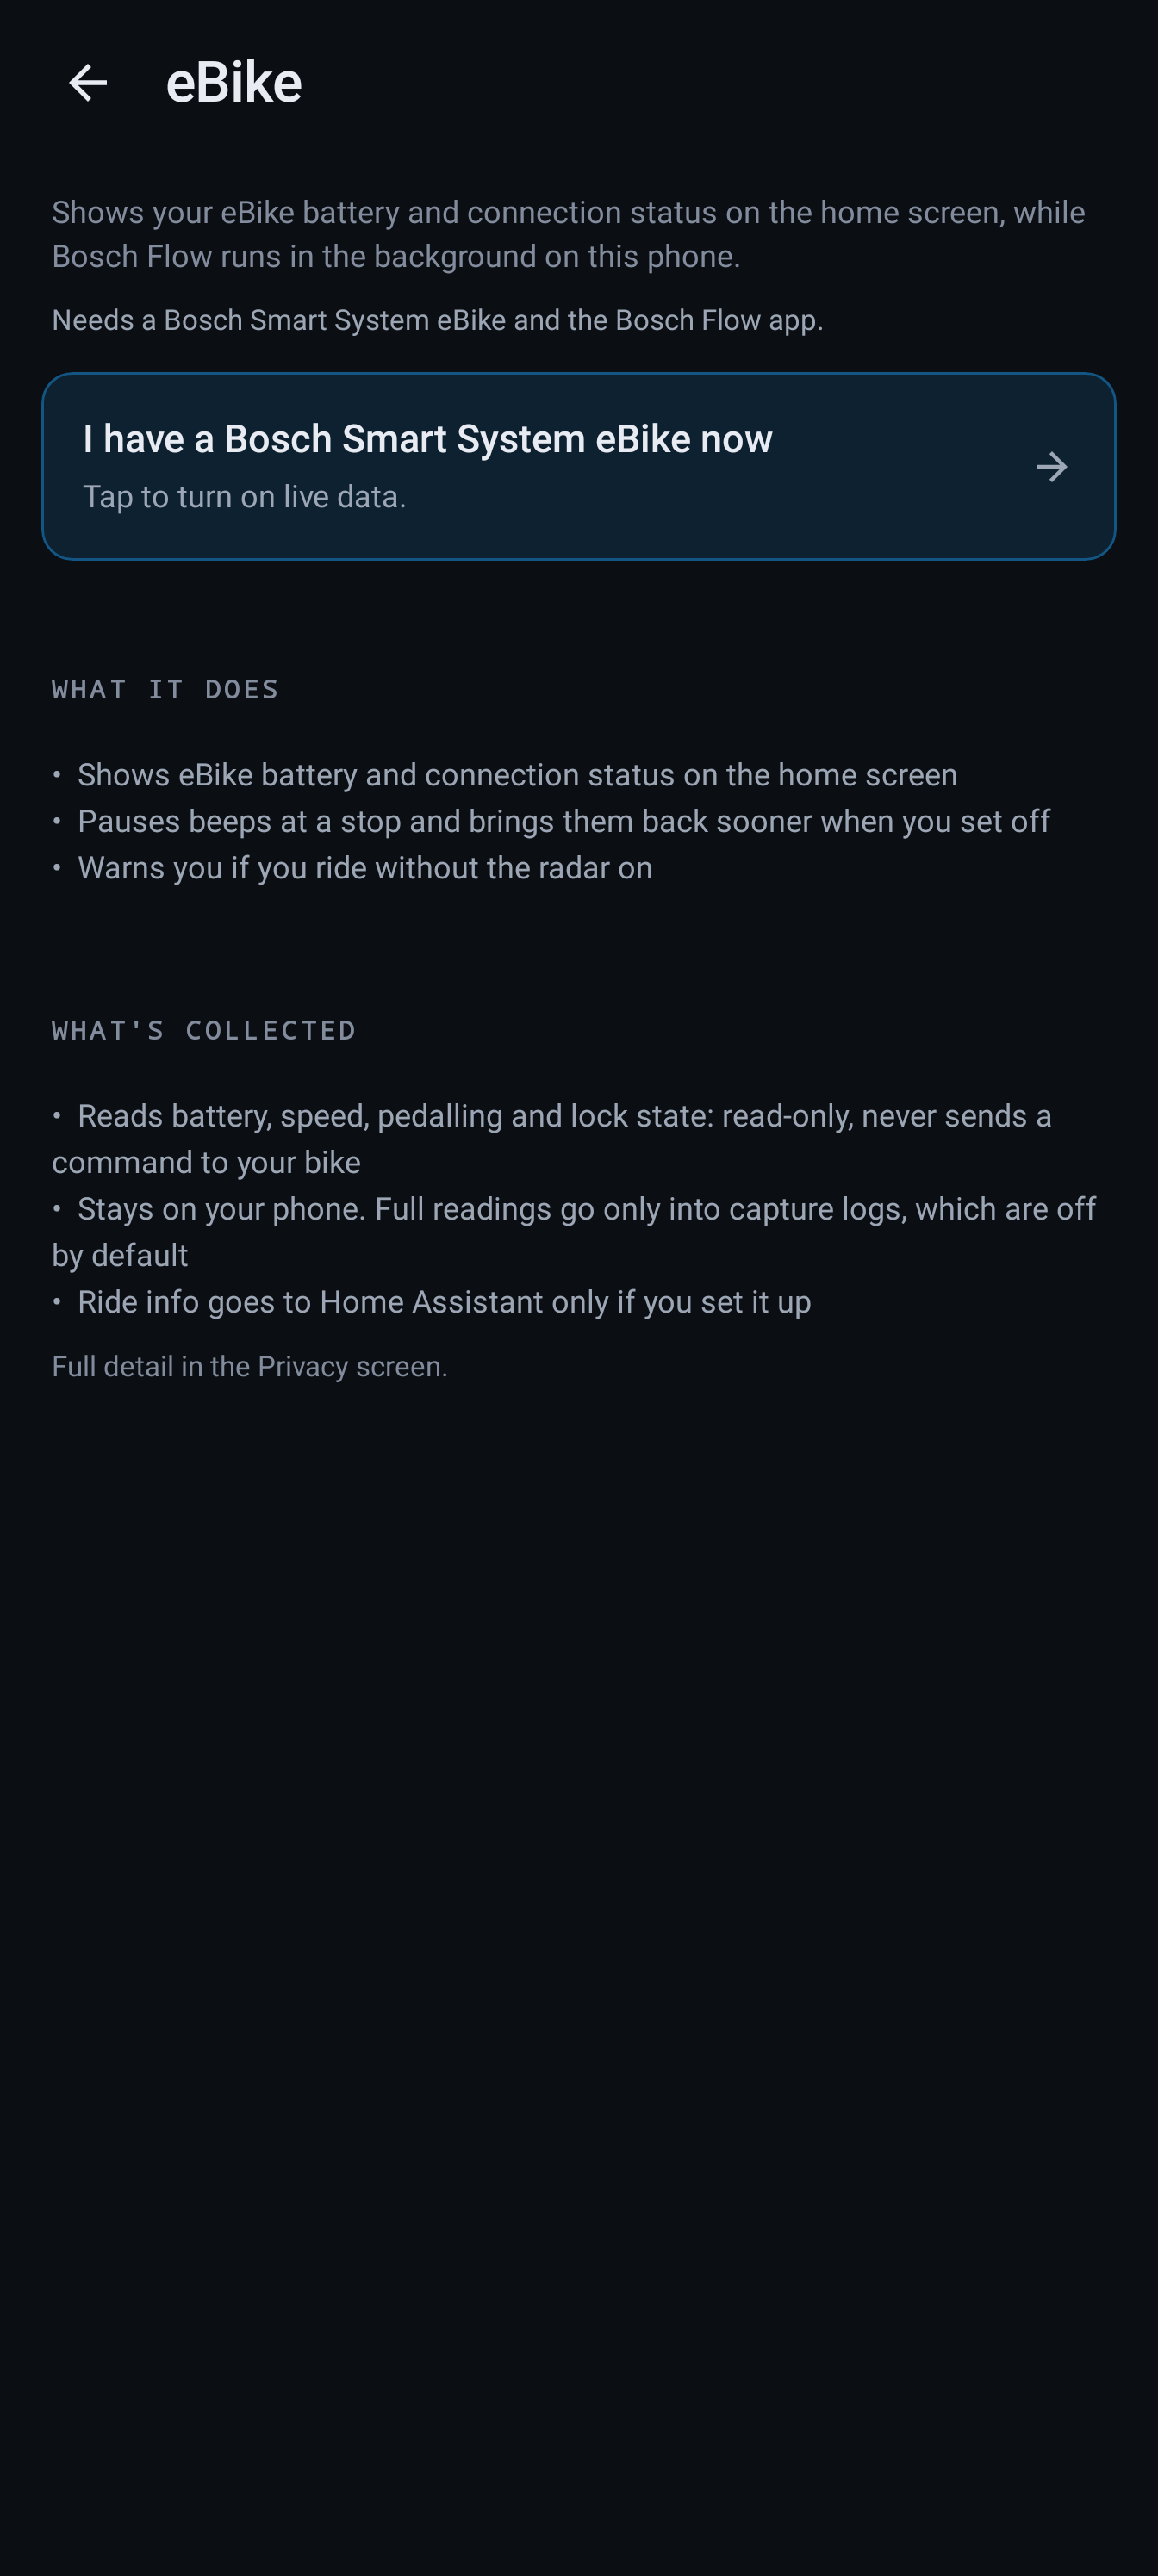 eBike
Shows your eBike battery and connection status on the home screen, while
Bosch Flow runs in the background on this phone.
Needs a Bosch Smart System eBike and the Bosch Flow app.
I have a Bosch Smart System eBike now
Tap to turn on live data.
WHAT IT DOES
• Shows eBike battery and connection status on the home screen
• Pauses beeps at a stop and brings them back sooner when you set off
• Warns you if you ride without the radar on
WHAT'S COLLECTED
• Reads battery, speed, pedalling and lock state: read-only, never sends a
command to your bike
• Stays on your phone. Full readings go only into capture logs, which are off
by default
• Ride info goes to Home Assistant only if you set it up
Full detail in the Privacy screen.